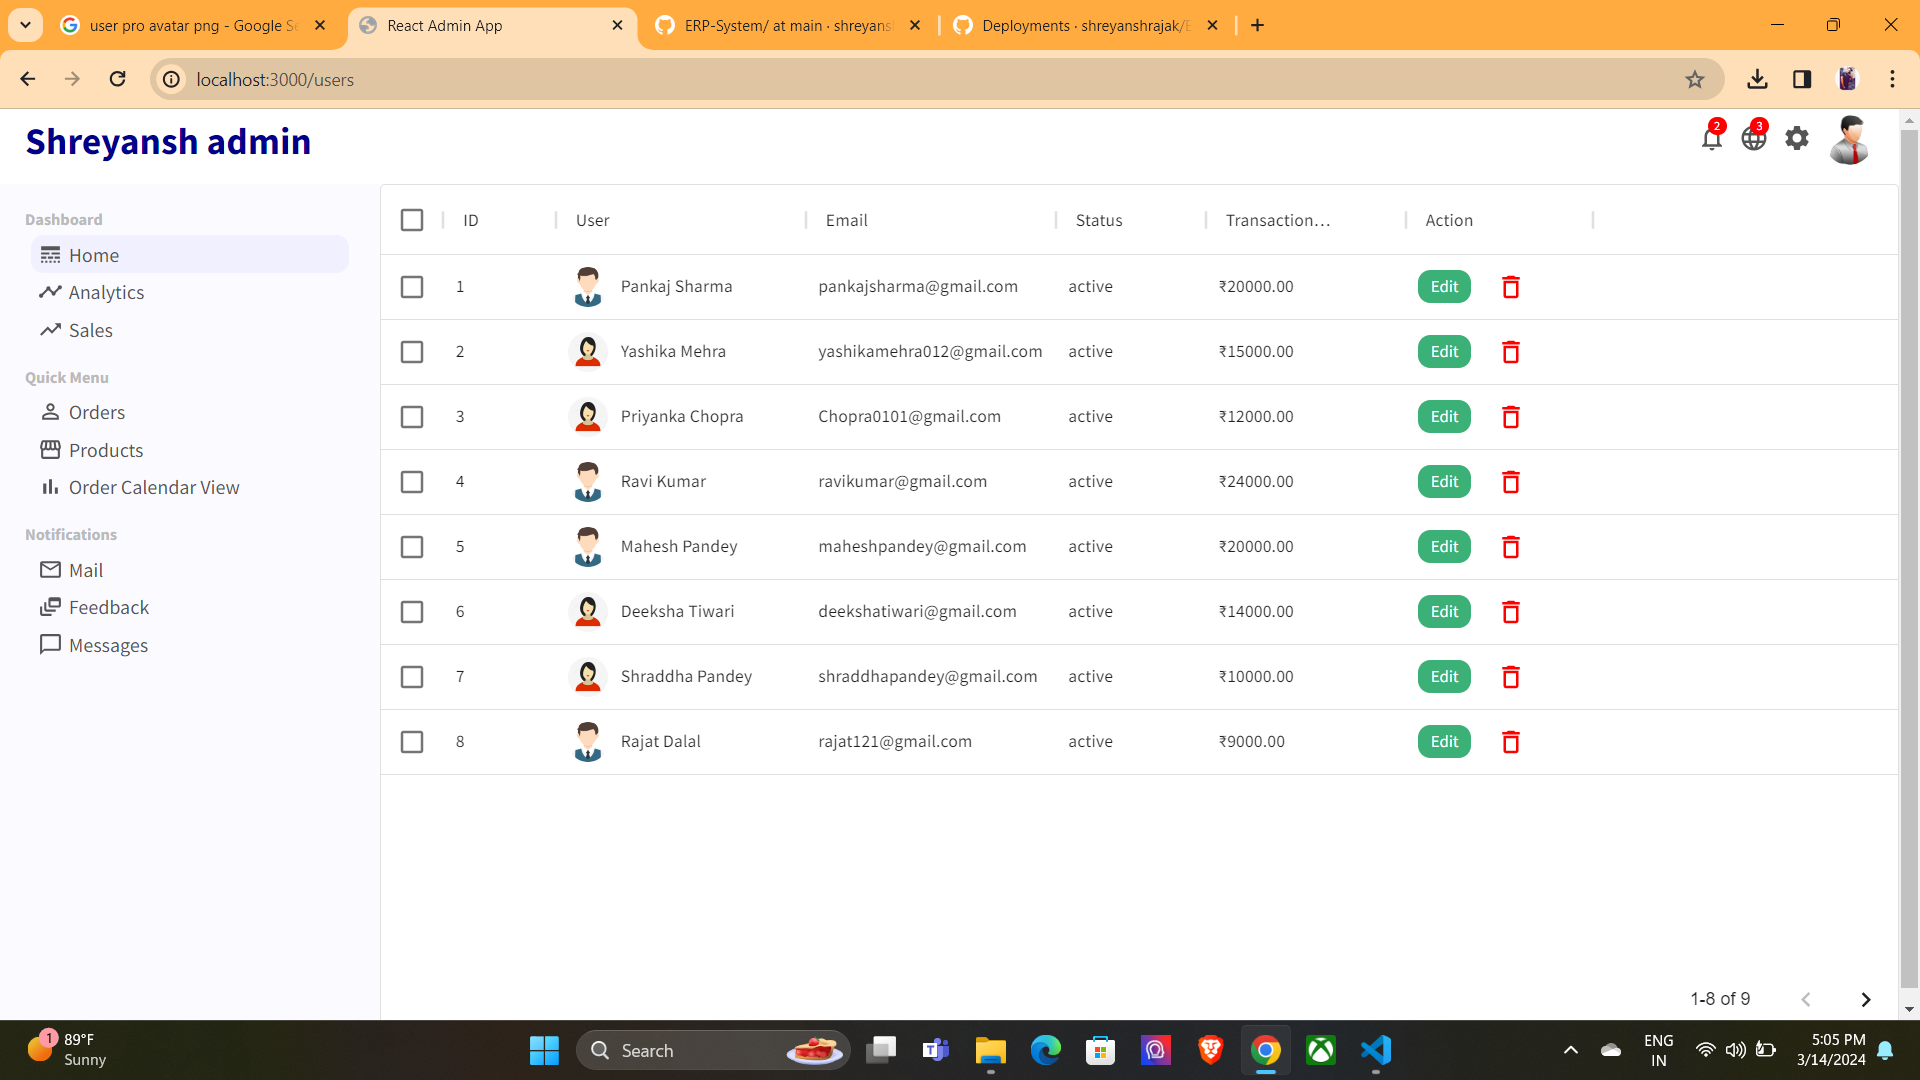 user pro avatar png - Google Se
React Admin App
ERP-System/ at main · shreyansh
Deployments · shreyanshrajak/E
localhost:3000/users
Shreyansh admin
2
3
Dashboard
Home
Analytics
Sales
Quick Menu
Orders
Products
Order Calendar View
Notifications
Mail
Feedback
Messages
ID User Email Status Transaction... Action
1 Pankaj Sharma pankajsharma@gmail.com active ₹20000.00 Edit
2 Yashika Mehra yashikamehra012@gmail.com active ₹15000.00 Edit
3 Priyanka Chopra Chopra0101@gmail.com active ₹12000.00 Edit
4 Ravi Kumar ravikumar@gmail.com active ₹24000.00 Edit
5 Mahesh Pandey maheshpandey@gmail.com active ₹20000.00 Edit
6 Deeksha Tiwari deekshatiwari@gmail.com active ₹14000.00 Edit
7 Shraddha Pandey shraddhapandey@gmail.com active ₹10000.00 Edit
8 Rajat Dalal rajat121@gmail.com active ₹9000.00 Edit
1-8 of 9
1
89°F
Sunny
Search
ENG
IN
5:05 PM
3/14/2024